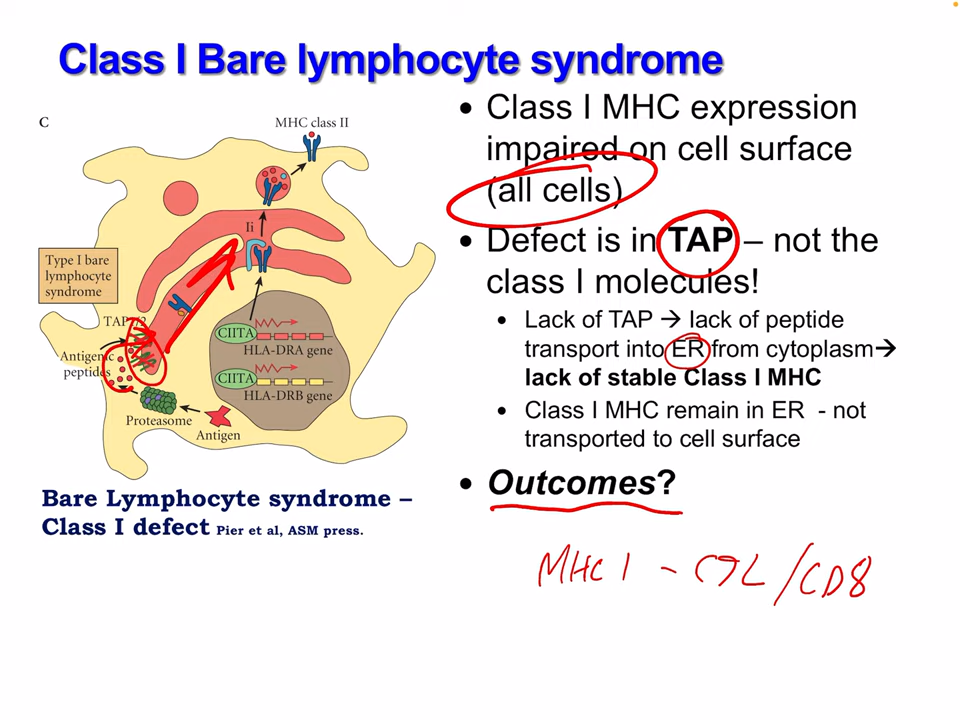 Class I Bare lymphocyte syndrome
C
MHC class II
Ii
Type I bare
lymphocyte
syndrome
TAP1/2
Antigenic
peptides
CIITA
HLA-DRA gene
CIITA
HLA-DRB gene
Proteasome
Antigen
Bare Lymphocyte syndrome –
Class I defect Pier et al, ASM press.
• Class I MHC expression
impaired on cell surface
(all cells)
• Defect is in TAP – not the
class I molecules!
• Lack of TAP → lack of peptide
transport into ER from cytoplasm→
lack of stable Class I MHC
• Class I MHC remain in ER - not
transported to cell surface
• Outcomes?
MHC I - CTL / CD8